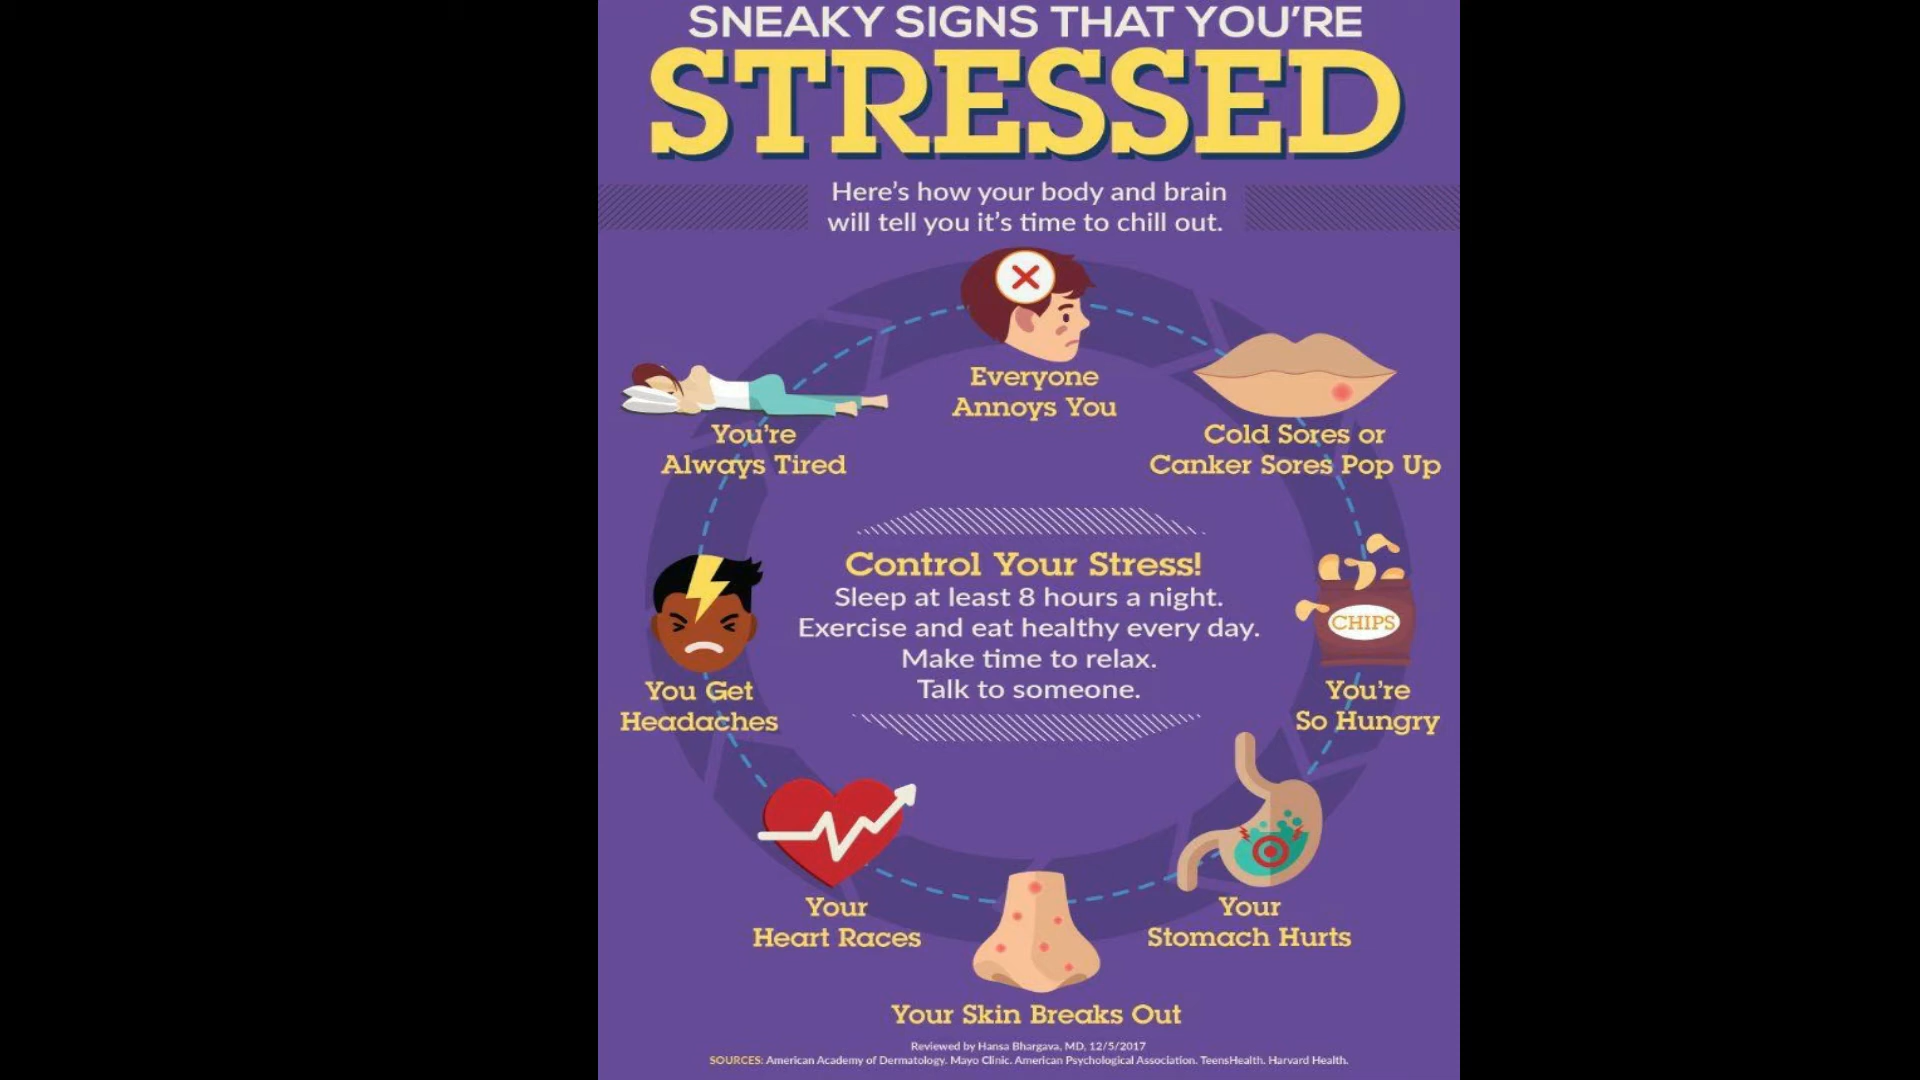 SNEAKY SIGNS THAT YOU'RE
STRESSED
Here's how your body and brain
will tell you it's time to chill out.
Everyone
Annoys You
Cold Sores or
Canker Sores Pop Up
CHIPS
You're
So Hungry
Your
Stomach Hurts
Your Skin Breaks Out
Your
Heart Races
You Get
Headaches
You're
Always Tired
Control Your Stress!
Sleep at least 8 hours a night.
Exercise and eat healthy every day.
Make time to relax.
Talk to someone.
Reviewed by Hansa Bhargava, MD, 12/5/2017
SOURCES: American Academy of Dermatology. Mayo Clinic. American Psychological Association. TeensHealth. Harvard Health.